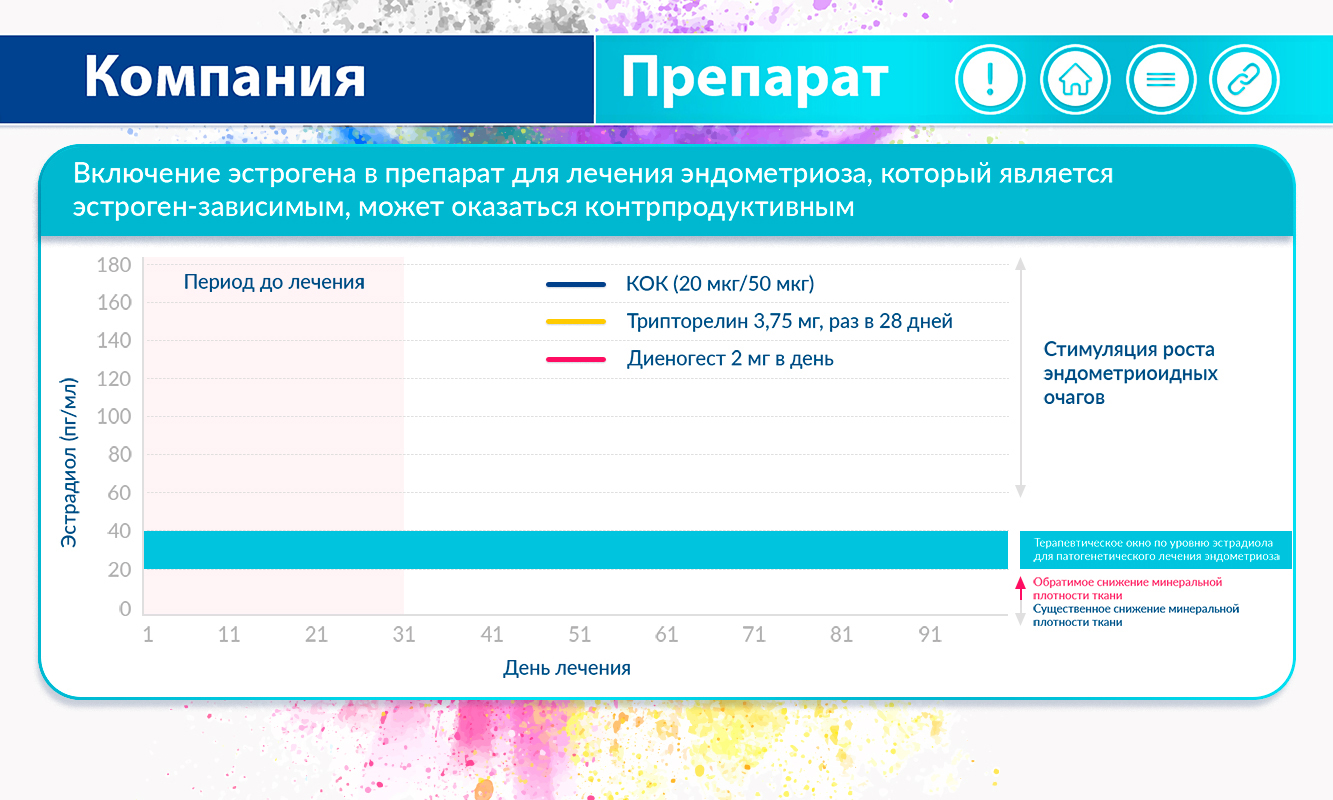 Компания
Препарат
Включение эстрогена в препарат для лечения эндометриоза, который является
эстроген-зависимым, может оказаться контрпродуктивным
180
160
140
120
100
80
60
40
20
0
Эстрадиол (пг/мл)
Период до лечения
КОК (20 мкг/50 мкг)
Трипторелин 3,75 мг, раз в 28 дней
Диеногест 2 мг в день
Стимуляция роста
эндометриоидных
очагов
Терапевтическое окно по уровню эстрадиола
для патогенетического лечения эндометриоза
Обратимое снижение минеральной
плотности ткани
Существенное снижение минеральной
плотности ткани
1 11 21 31 41 51 61 71 81 91
День лечения